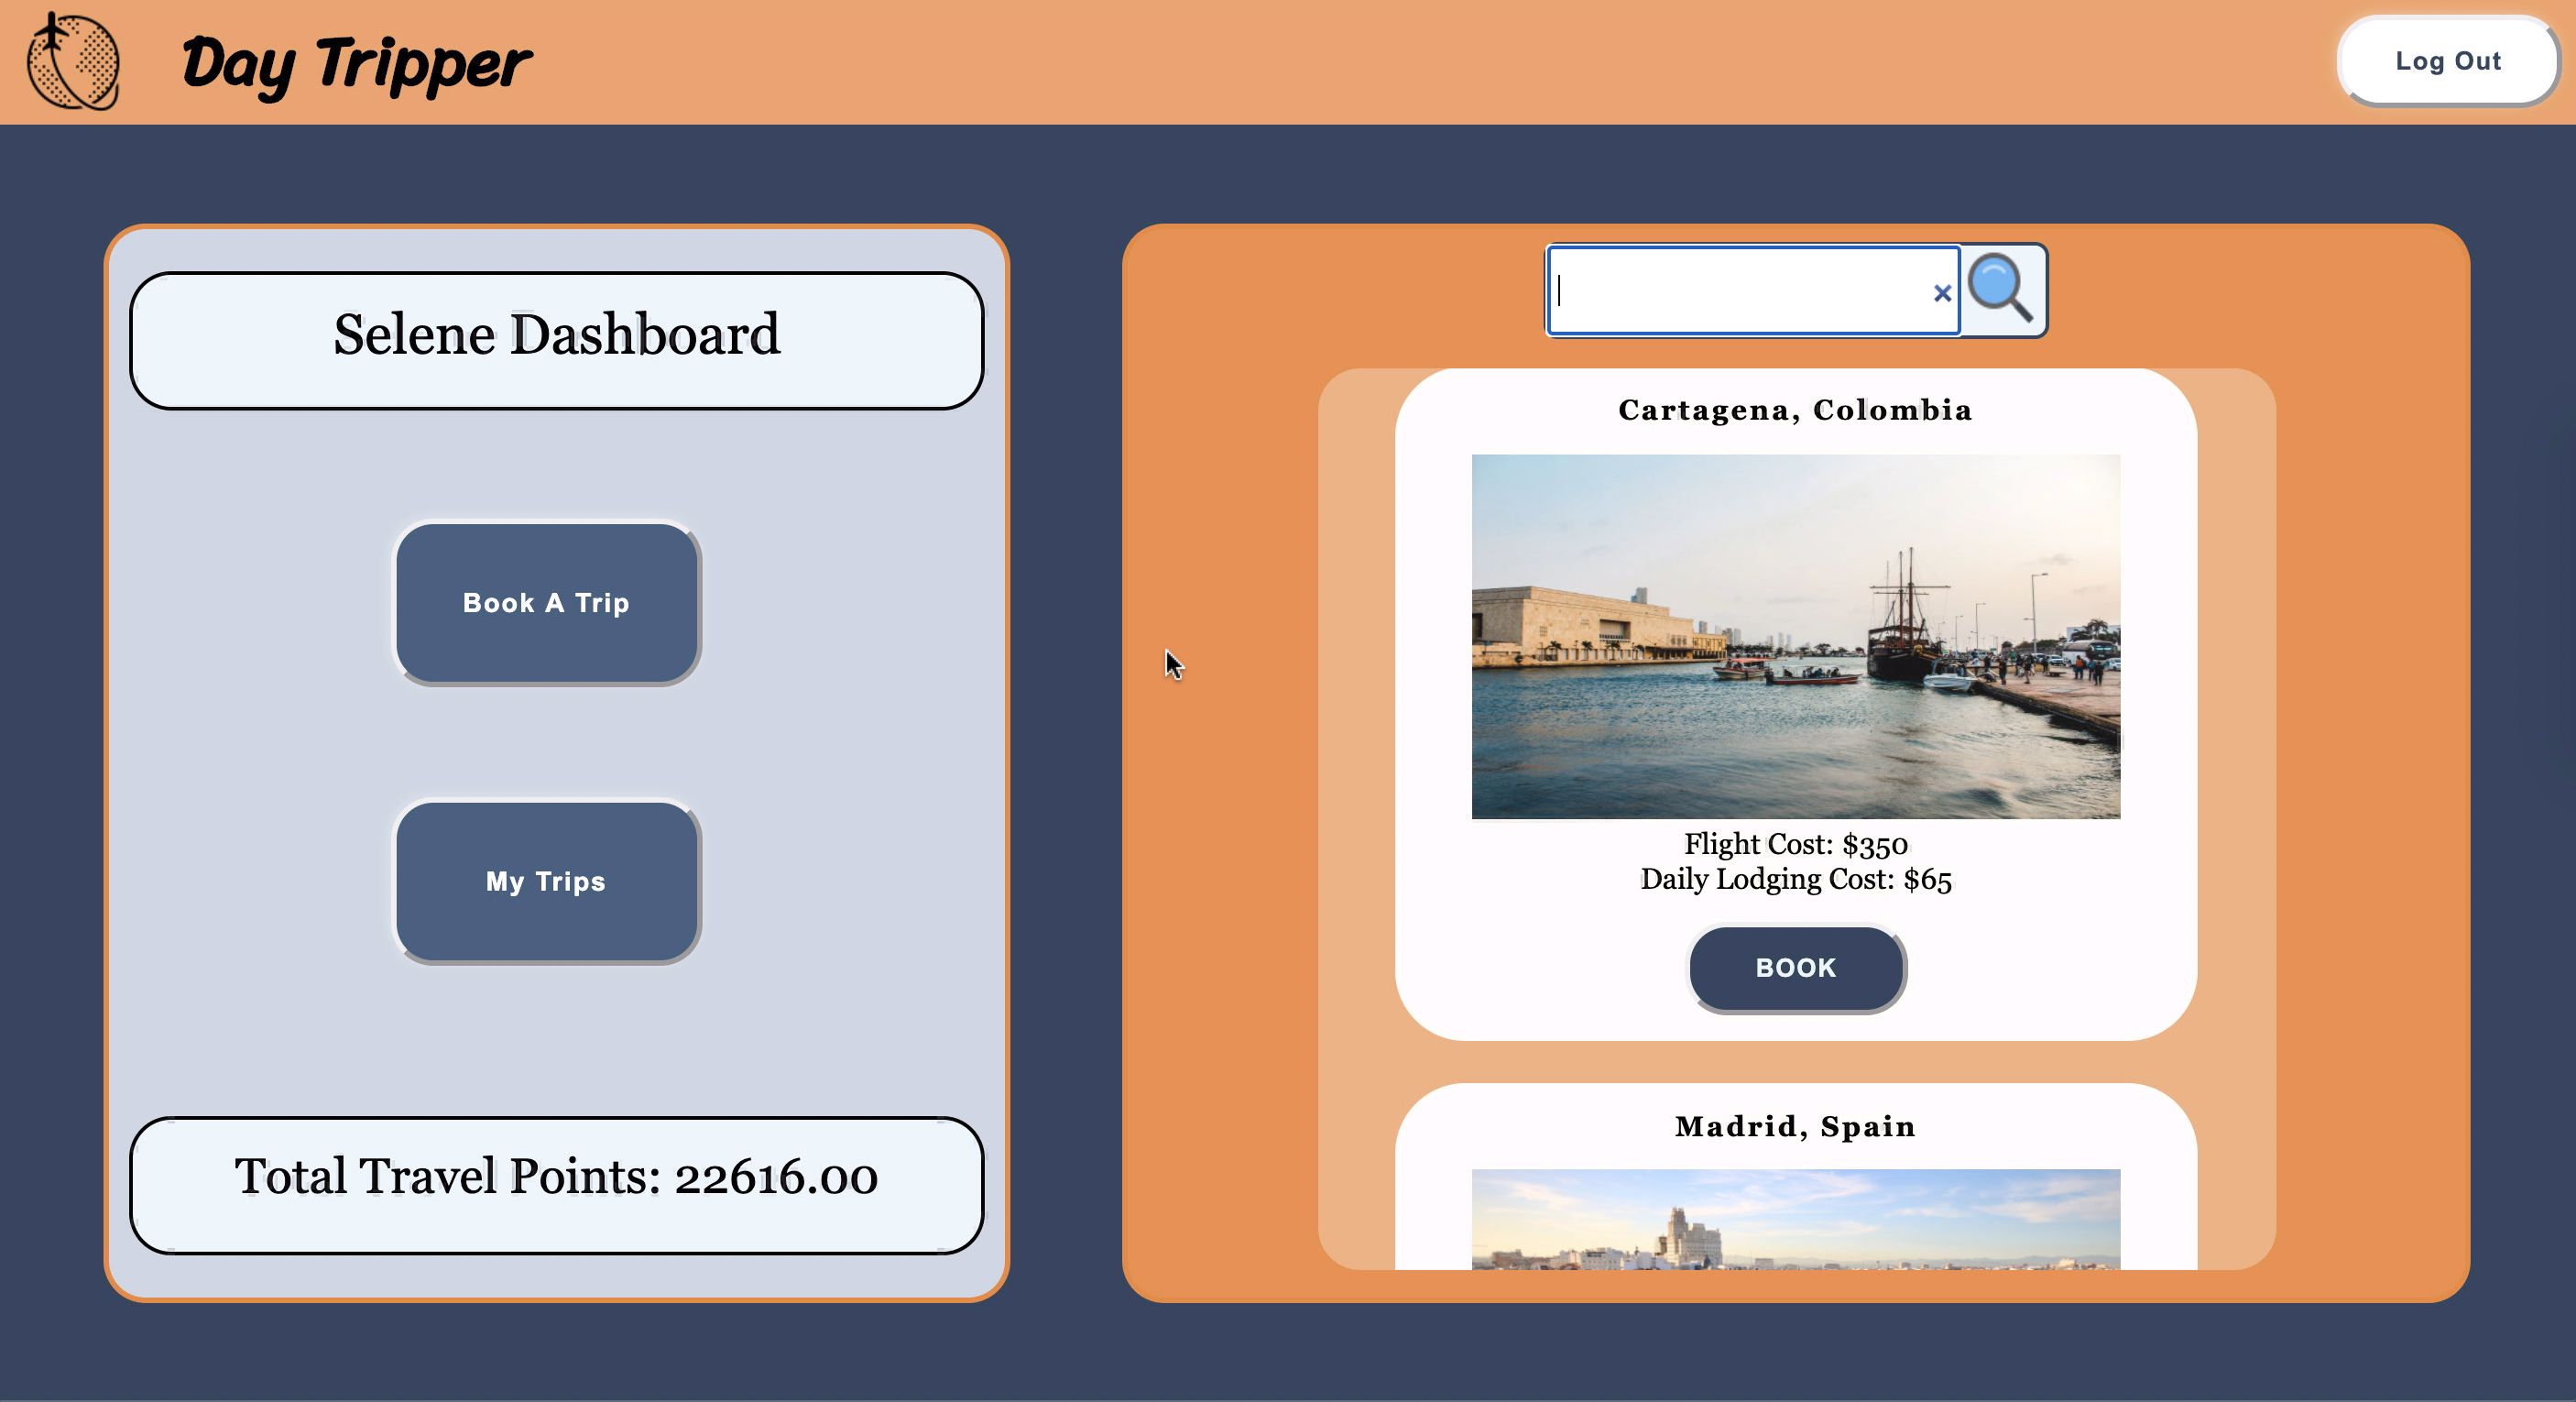 Day Tripper
Log Out
Selene Dashboard
Book A Trip
My Trips
Total Travel Points: 22616.00
Cartagena, Colombia
Flight Cost: $350
Daily Lodging Cost: $65
BOOK
Madrid, Spain